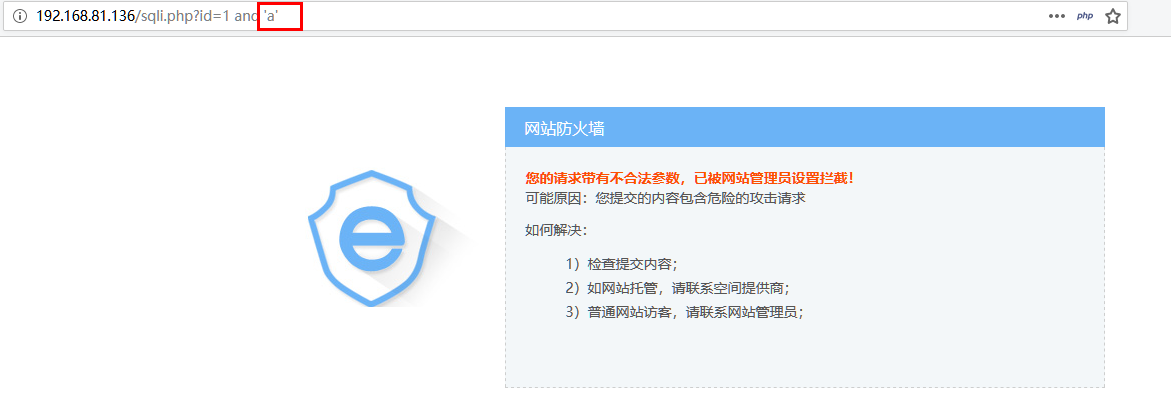 192.168.81.136/sqli.php?id=1 and 'a'
php
网站防火墙
您的请求带有不合法参数，已被网站管理员设置拦截！
可能原因：您提交的内容包含危险的攻击请求
如何解决：
1）检查提交内容；
2）如网站托管，请联系空间提供商；
3）普通网站访客，请联系网站管理员；